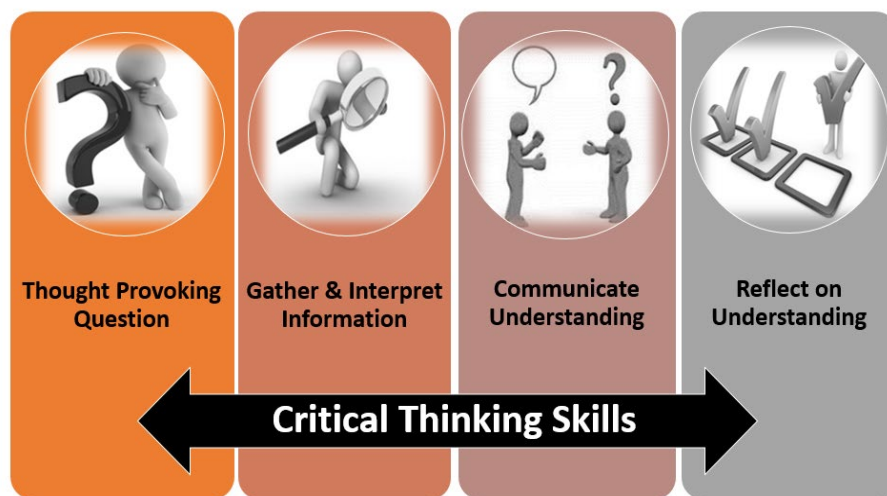 Thought Provoking
Question
Gather & Interpret
Information
Communicate
Understanding
Reflect on
Understanding
Critical Thinking Skills